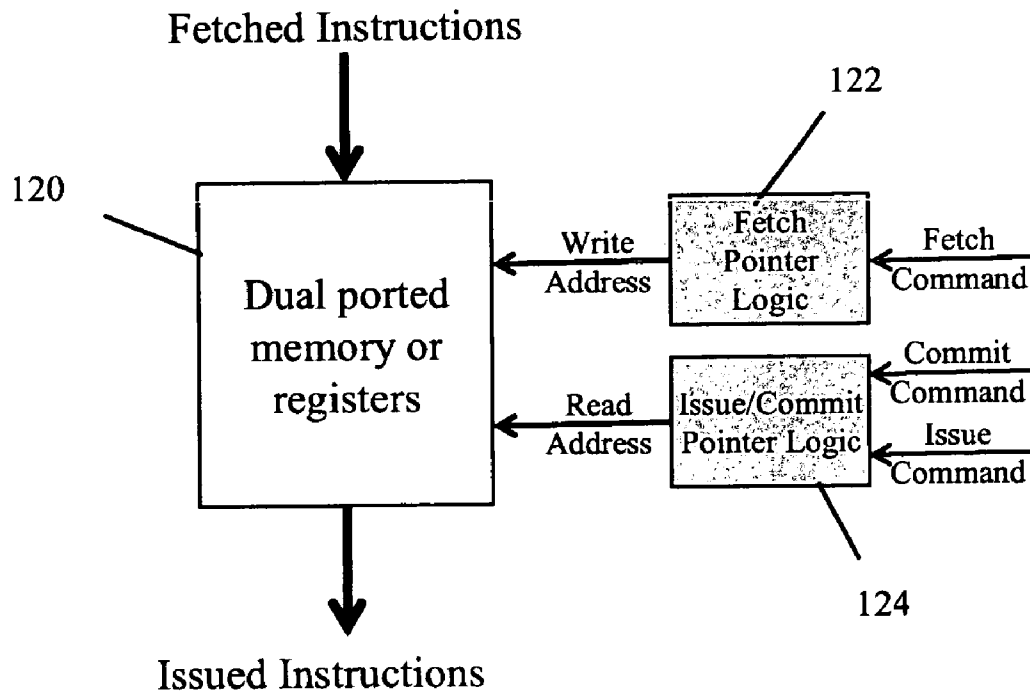 Fetched Instructions
122
120
Fetch
Pointer
Logic
Write
Address
Fetch
Command
Dual ported
memory or
registers
Commit
Command
Read
Address
Issue/Commit
Pointer Logic
Issue
Command
124
Issued Instructions